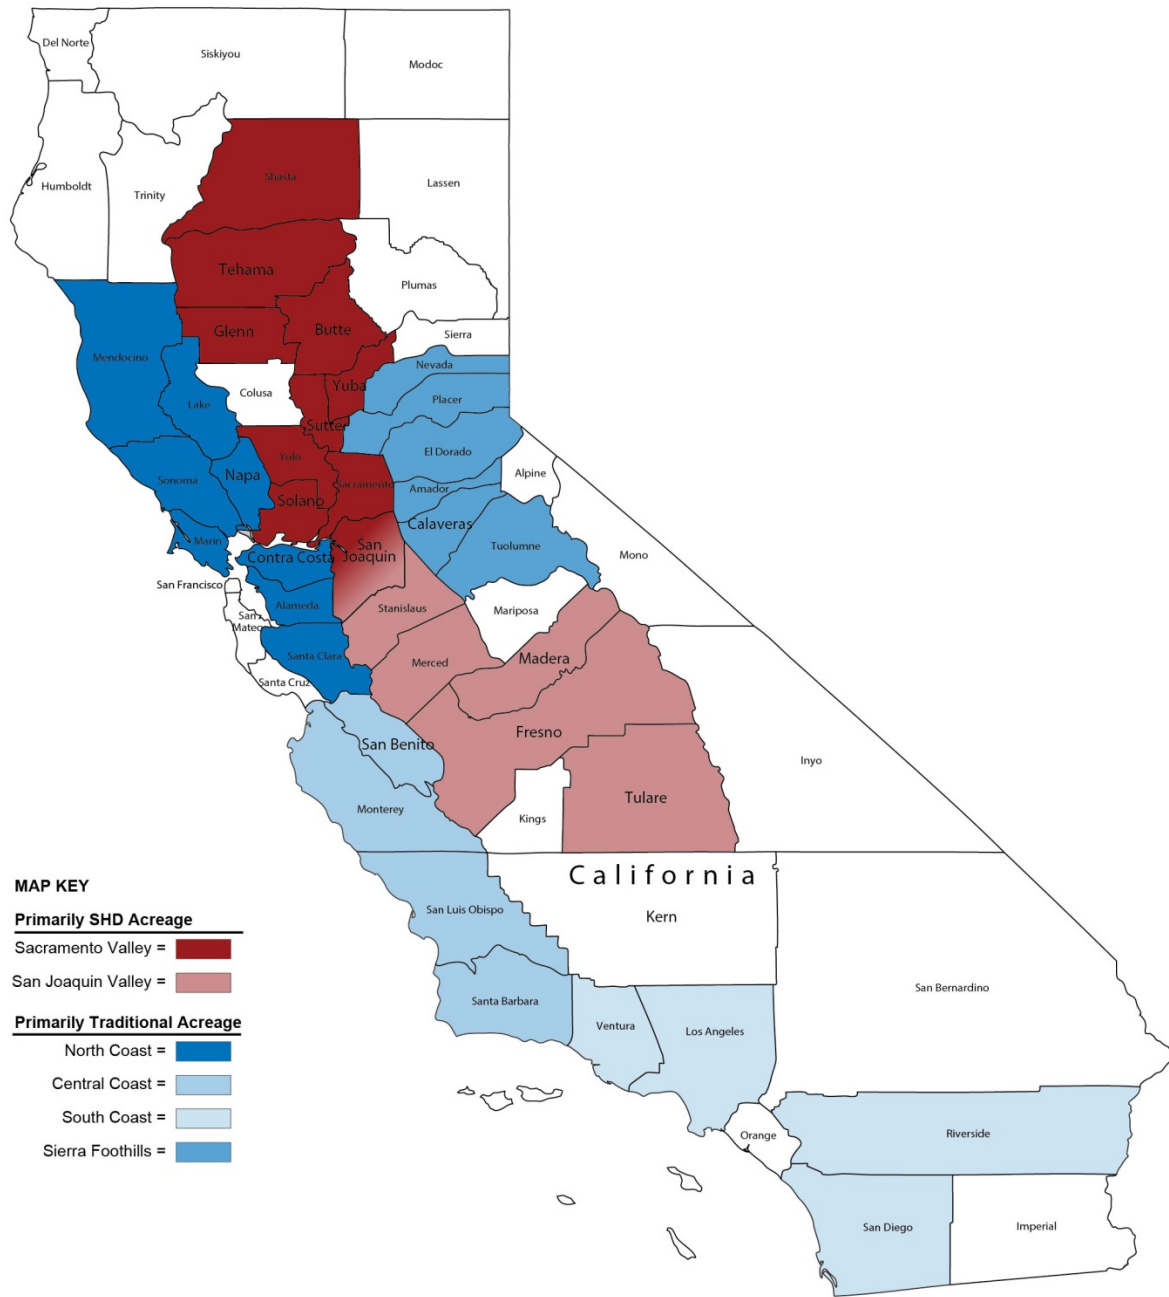 Del Norte
Siskiyou
Modoc
Shasta
Lassen
Humboldt
Trinity
Tehama
Plumas
Glenn
Butte
Sierra
Mendocino
Nevada
Yuba
Colusa
Placer
Lake
Sutter
El Dorado
Yolo
Alpine
Napa
Sonoma
Sacramento
Amador
Solano
Calaveras
Marin
San
Joaquin
Tuolumne
Mono
Contra Costa
San Francisco
Alameda
Stanislaus
Mariposa
San
Mateo
Santa Clara
Merced
Madera
Santa Cruz
Fresno
San Benito
Inyo
Tulare
Monterey
Kings
California
San Luis Obispo
Kern
San Bernardino
Santa Barbara
Ventura
Los Angeles
Orange
Riverside
San Diego
Imperial
MAP KEY
Primarily SHD Acreage
Sacramento Valley =
San Joaquin Valley =
Primarily Traditional Acreage
North Coast =
Central Coast =
South Coast =
Sierra Foothills =